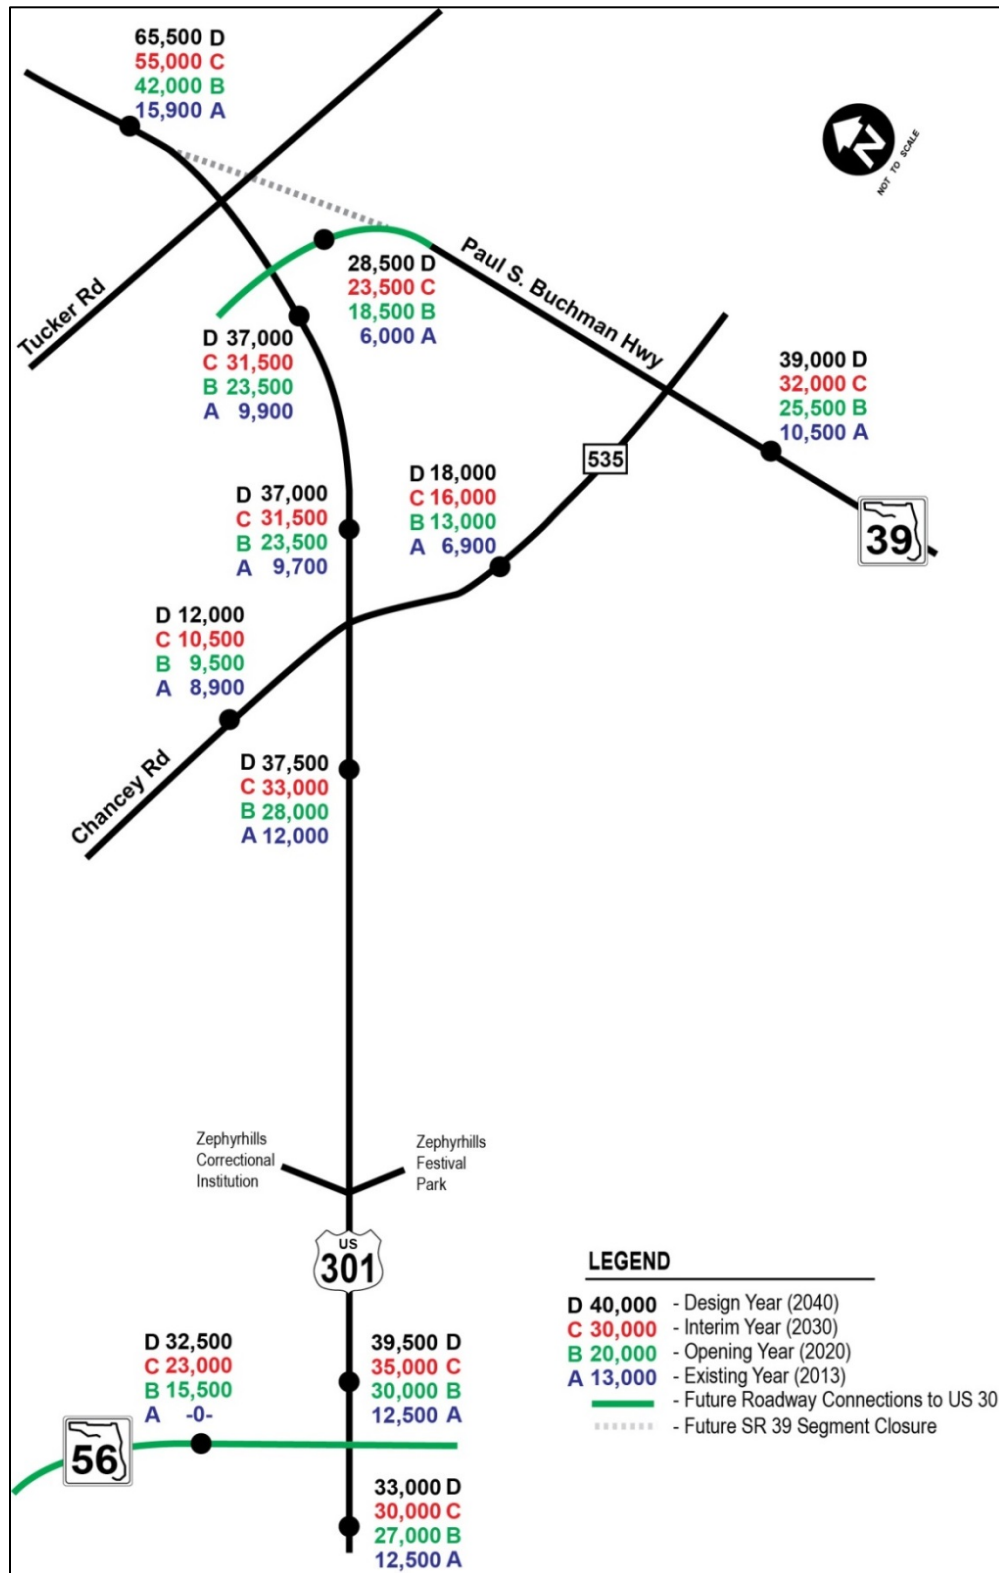 65,500 D
55,000 C
42,000 B
15,900 A
N
NOT TO SCALE
Tucker Rd
28,500 D
23,500 C
18,500 B
6,000 A
Paul S. Buchman Hwy
D 37,000
C 31,500
B 23,500
A 9,900
39,000 D
32,000 C
25,500 B
10,500 A
535
D 18,000
C 16,000
B 13,000
A 6,900
39
D 37,000
C 31,500
B 23,500
A 9,700
D 12,000
C 10,500
B 9,500
A 8,900
Chancey Rd
D 37,500
C 33,000
B 28,000
A 12,000
Zephyrhills
Correctional
Institution
Zephyrhills
Festival
Park
US
301
LEGEND
D 40,000 - Design Year (2040)
C 30,000 - Interim Year (2030)
B 20,000 - Opening Year (2020)
A 13,000 - Existing Year (2013)
- Future Roadway Connections to US 30
- Future SR 39 Segment Closure
D 32,500
C 23,000
B 15,500
A -0-
39,500 D
35,000 C
30,000 B
12,500 A
56
33,000 D
30,000 C
27,000 B
12,500 A